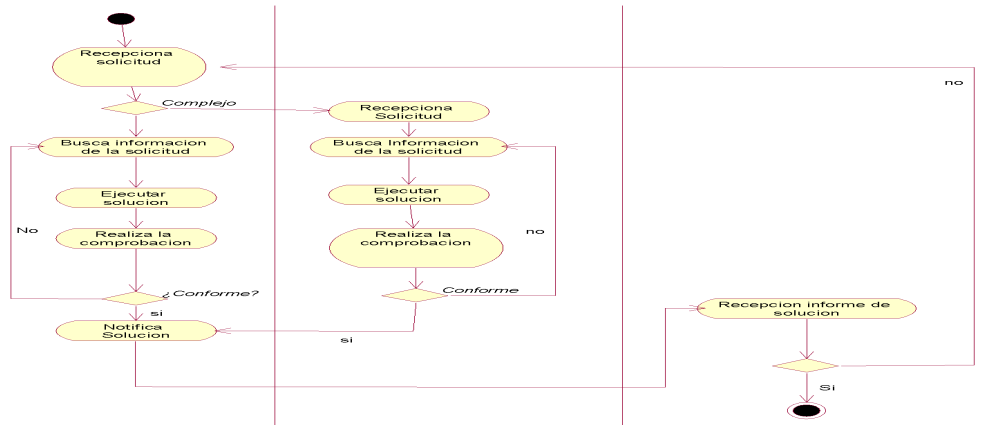 Recepciona
solicitud
Complejo
Busca informacion
de la solicitud
Ejecutar
solucion
Realiza la
comprobacion
No
¿Conforme?
si
Notifica
Solucion
Recepciona
Solicitud
Busca Informacion
de la solicitud
Ejecutar
solucion
Realiza la
comprobacion
no
Conforme
si
no
Recepcion informe de
solucion
Si